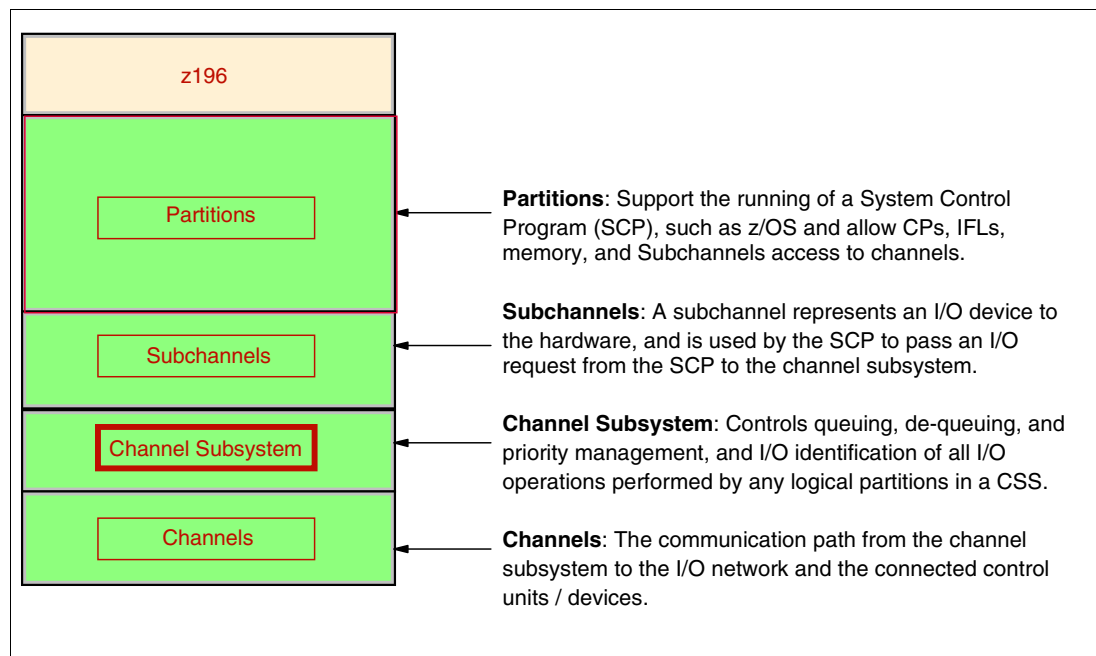 z196
Partitions
Partitions: Support the running of a System Control
Program (SCP), such as z/OS and allow CPs, IFLs,
memory, and Subchannels access to channels.
Subchannels
Subchannels: A subchannel represents an I/O device to
the hardware, and is used by the SCP to pass an I/O
request from the SCP to the channel subsystem.
Channel Subsystem
Channel Subsystem: Controls queuing, de-queuing, and
priority management, and I/O identification of all I/O
operations performed by any logical partitions in a CSS.
Channels
Channels: The communication path from the channel
subsystem to the I/O network and the connected control
units / devices.